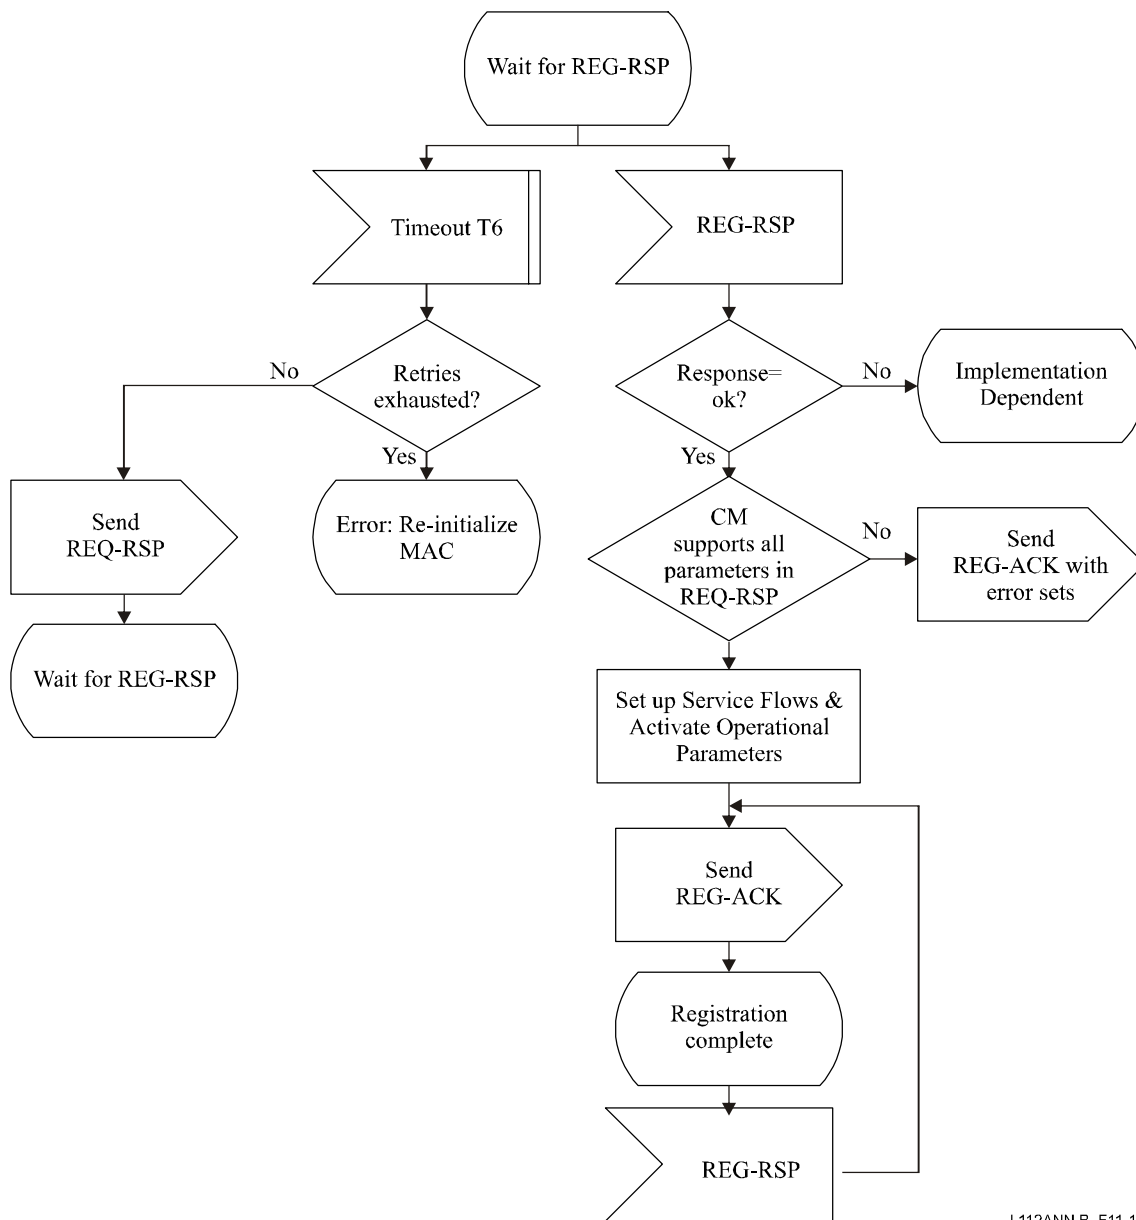 Wait for REG-RSP
Timeout T6
REG-RSP
Retries
exhausted?
No
Yes
Response=
ok?
No
Yes
Implementation
Dependent
Send
REQ-RSP
Error: Re-initialize
MAC
CM
supports all
parameters in
REQ-RSP
No
Send
REG-ACK with
error sets
Wait for REG-RSP
Set up Service Flows &
Activate Operational
Parameters
Send
REG-ACK
Registration
complete
REG-RSP